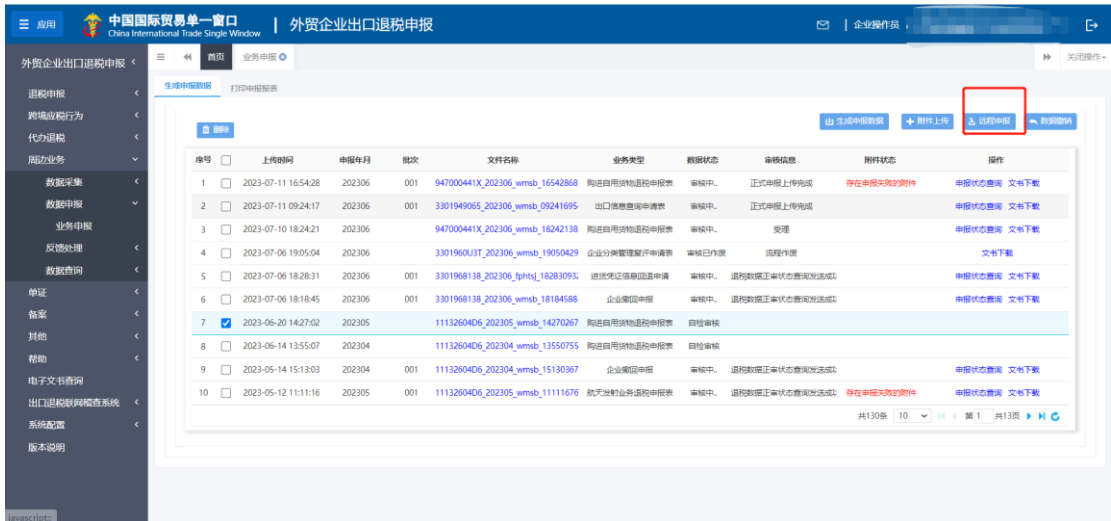 应用 中国国际贸易单一窗口 China International Trade Single Window | 外贸企业出口退税申报 | 企业操作员
外贸企业出口退税申报 首页 业务申报 关闭操作
生成申报数据 打印申报报表
退税申报
跨境应税行为
代办退税
周边业务
数据采集
数据申报
业务申报
反馈处理
数据查询
单证
备案
其他
帮助
电子文书查询
出口退税联网稽查系统
系统配置
版本说明
删除 生成申报数据 附件上传 远程申报 数据撤销
序号 上传时间 申报年月 批次 文件名称 业务类型 数据状态 审核信息 附件状态 操作
1 2023-07-11 16:54:28 202306 001 947000441X_202306_wmsb_16542868 购进自用货物退税申报表 审核中.. 正式申报上传完成 存在申报失败的附件 申报状态查询 文书下载
2 2023-07-11 09:24:17 202306 001 3301949065_202306_wmsb_09241695 出口信息查询申请表 审核中.. 正式申报上传完成 申报状态查询 文书下载
3 2023-07-10 18:24:21 202306 947000441X_202306_wmsb_18242138 购进自用货物退税申报表 审核中.. 受理 申报状态查询 文书下载
4 2023-07-06 19:05:04 202306 3301960U3T_202306_wmsb_19050429 企业分类管理复评申请表 审核已作废 流程作废 文书下载
5 2023-07-06 18:28:31 202306 001 3301968138_202306_fphtsj_18283093 进货凭证信息回退申请 审核中.. 退税数据正审状态查询发送成功 申报状态查询 文书下载
6 2023-07-06 18:18:45 202306 001 3301968138_202306_wmsb_18184588 企业撤回申报 审核中.. 退税数据正审状态查询发送成功 申报状态查询 文书下载
7 2023-06-20 14:27:02 202305 11132604D6_202305_wmsb_14270267 购进自用货物退税申报表 自检审核
8 2023-06-14 13:55:07 202304 11132604D6_202304_wmsb_13550755 购进自用货物退税申报表 自检审核
9 2023-05-14 15:13:03 202304 001 11132604D6_202304_wmsb_15130367 企业撤回申报 审核中.. 退税数据正审状态查询发送成功 申报状态查询 文书下载
10 2023-05-12 11:11:16 202305 001 11132604D6_202305_wmsb_11111676 航天发射业务退税申报表 审核中.. 退税数据正审状态查询发送成功 存在申报失败的附件 申报状态查询 文书下载
共130条 10 第 1 共13页
javascript:;